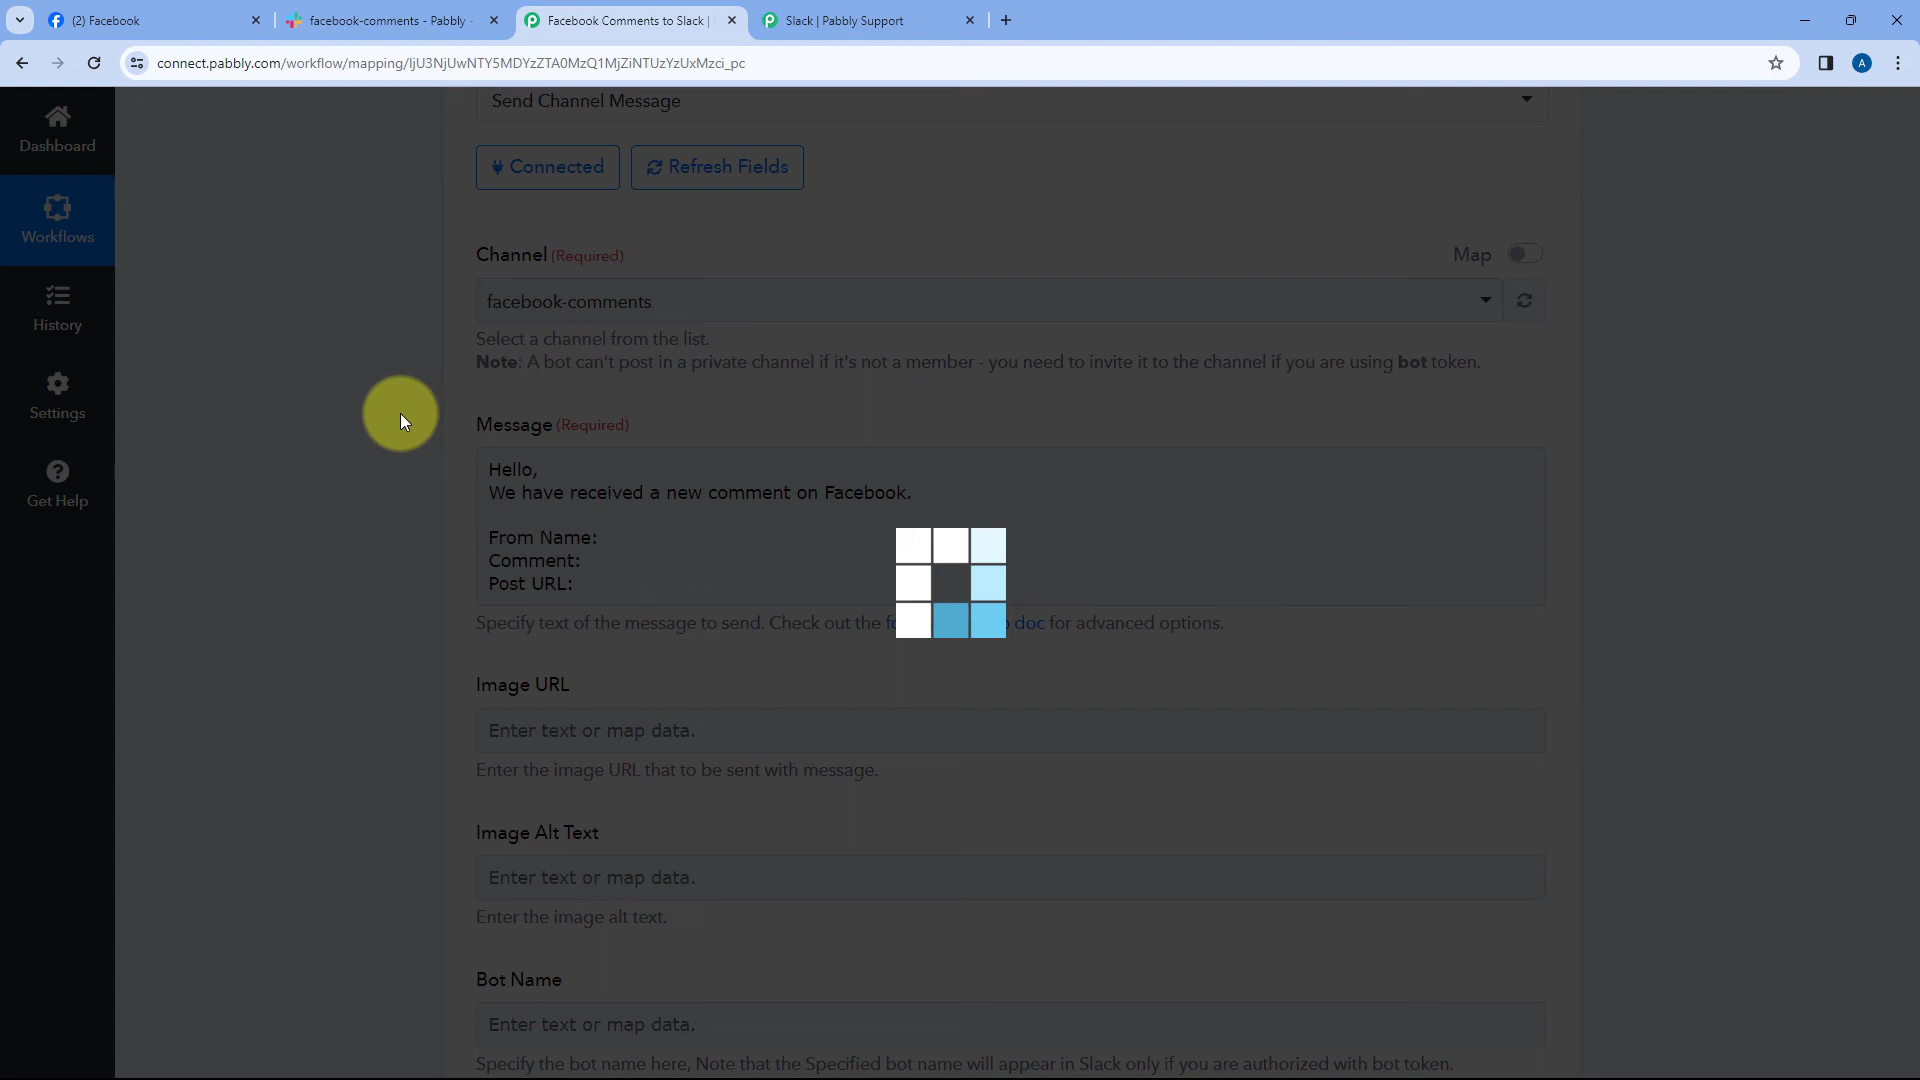 (2) Facebook
facebook-comments - Pabbly -
Facebook Comments to Slack |
Slack | Pabbly Support
connect.pabbly.com/workflow/mapping/IjU3NjUwNTY5MDYzZTA0MzQ1MjZiNTUzYzUxMzci_pc
A
Dashboard
Workflows
History
Settings
Get Help
Send Channel Message
Connected
Refresh Fields
Channel (Required)
Map
facebook-comments
Select a channel from the list.
Note: A bot can't post in a private channel if it's not a member - you need to invite it to the channel if you are using bot token.
Message (Required)
Hello,
We have received a new comment on Facebook.
From Name:
Comment:
Post URL:
Specify text of the message to send. Check out the doc for advanced options.
Image URL
Enter text or map data.
Enter the image URL that to be sent with message.
Image Alt Text
Enter text or map data.
Enter the image alt text.
Bot Name
Enter text or map data.
Specify the bot name here, Note that the Specified bot name will appear in Slack only if you are authorized with bot token.